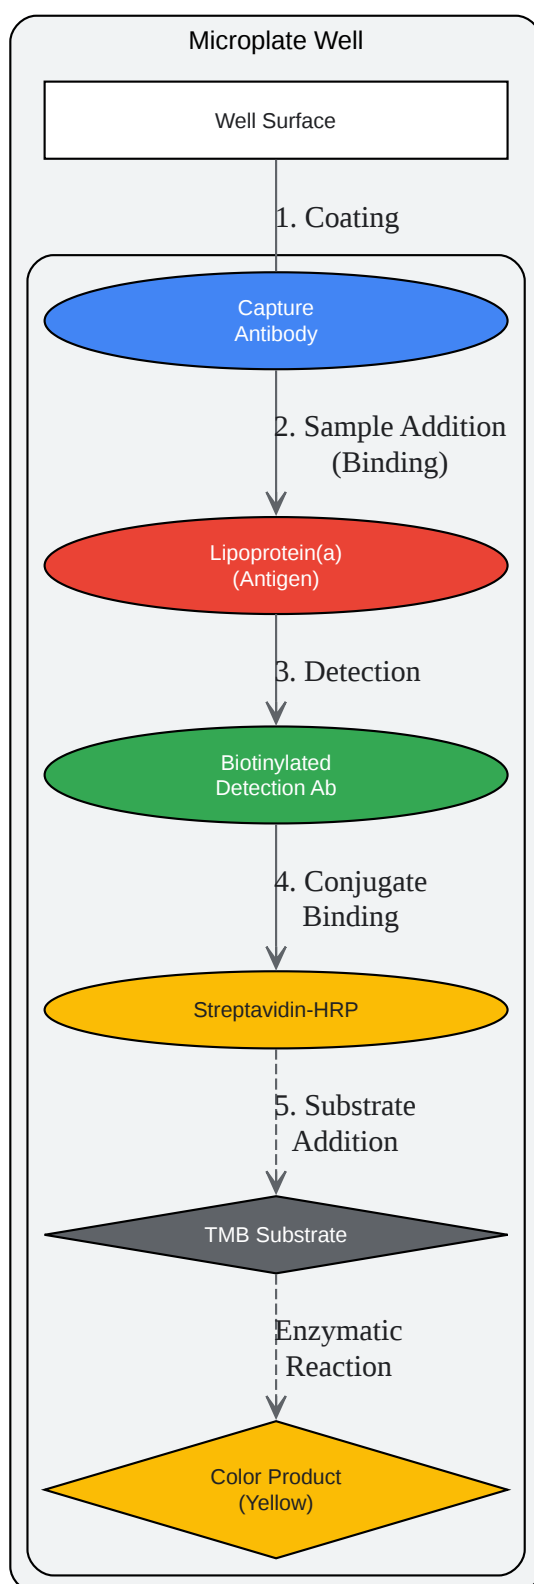 Microplate Well
Well Surface
1. Coating
Capture
Antibody
2. Sample Addition
(Binding)
Lipoprotein(a)
(Antigen)
3. Detection
Biotinylated
Detection Ab
4. Conjugate
Binding
Streptavidin-HRP
5. Substrate
Addition
TMB Substrate
Enzymatic
Reaction
Color Product
(Yellow)